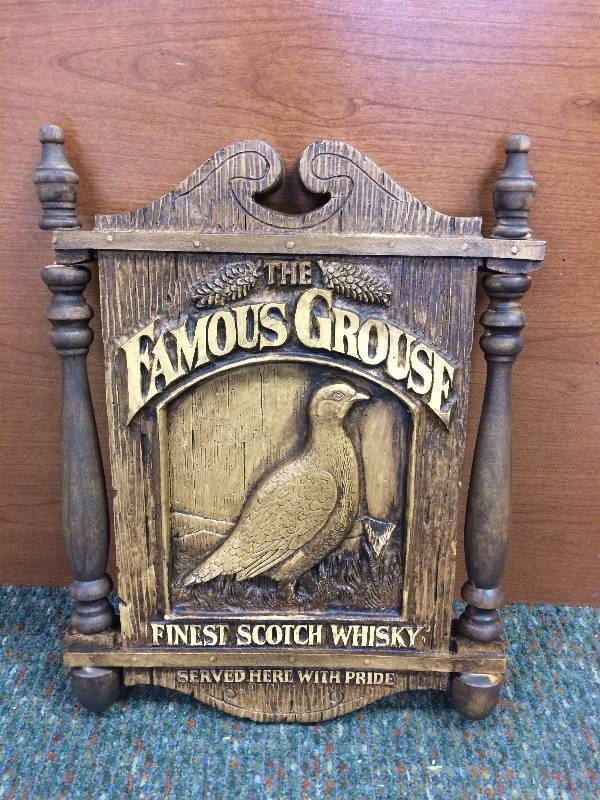 THE
FAMOUS GROUSE
FINEST SCOTCH WHISKY
SERVED HERE WITH PRIDE